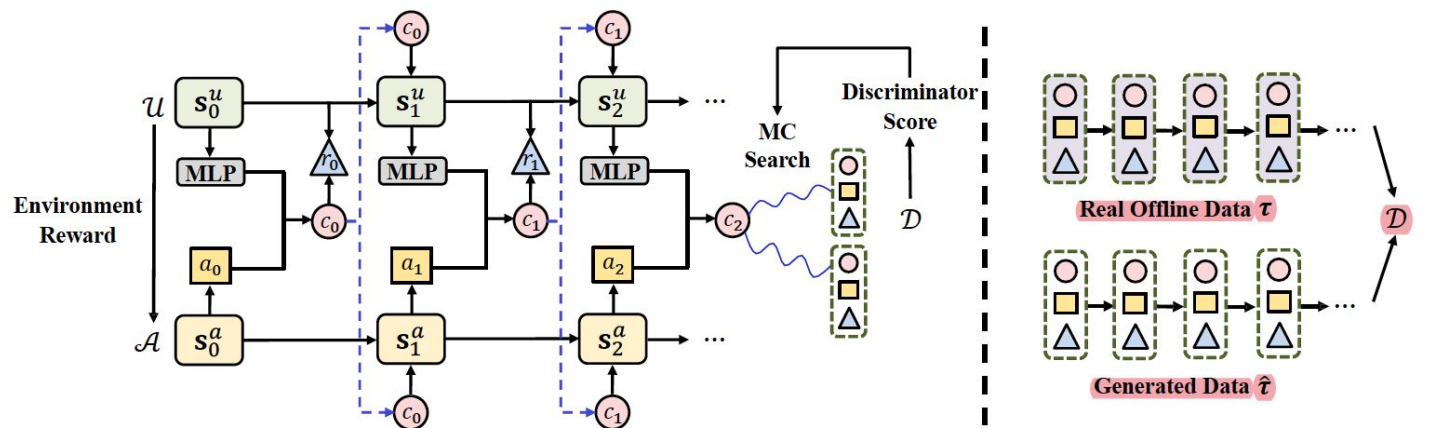 c₀
c₁
𝒰
s₀ᵘ
s₁ᵘ
s₂ᵘ
...
Discriminator
Score
MC
Search
MLP
r₀
MLP
r₁
MLP
Environment
Reward
c₀
c₁
c₂
𝒟
a₀
a₁
a₂
𝒜
s₀ᵃ
s₁ᵃ
s₂ᵃ
...
c₀
c₁
...
Real Offline Data τ
𝒟
...
Generated Data τ̂